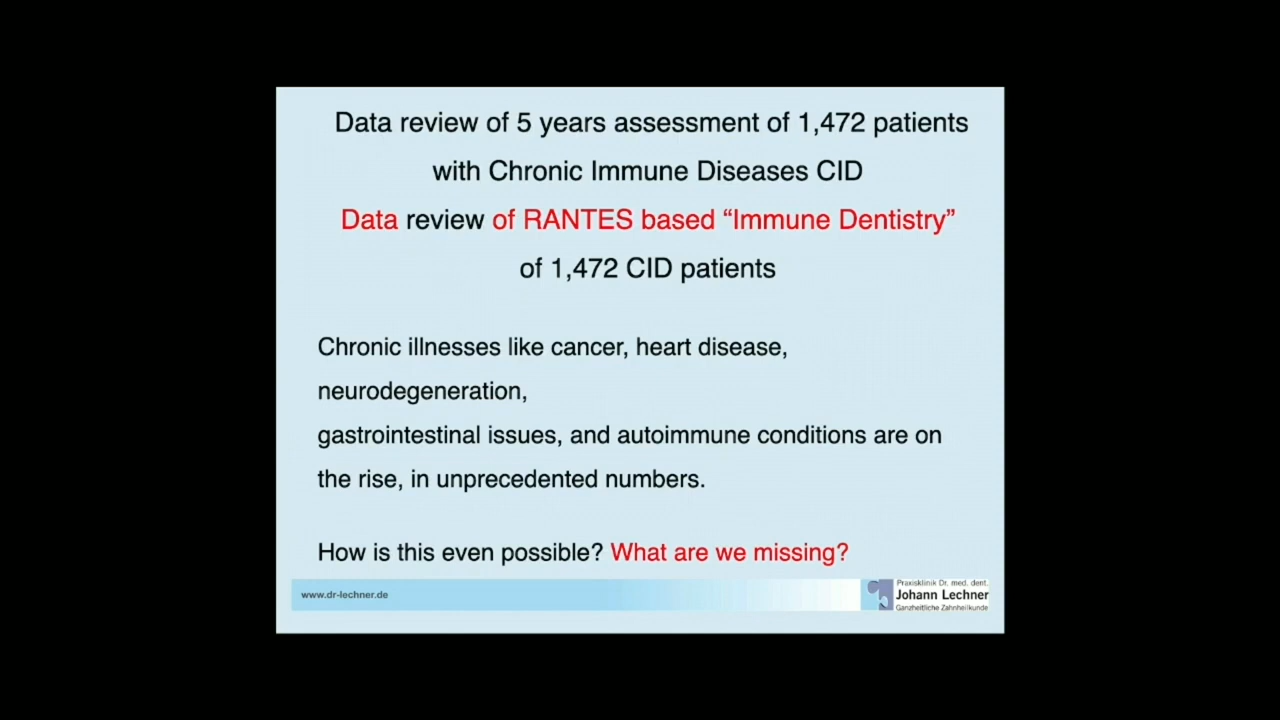 Data review of 5 years assessment of 1,472 patients
with Chronic Immune Diseases CID
Data review of RANTES based “Immune Dentistry”
of 1,472 CID patients
Chronic illnesses like cancer, heart disease,
neurodegeneration,
gastrointestinal issues, and autoimmune conditions are on
the rise, in unprecedented numbers.
How is this even possible? What are we missing?
www.dr-lechner.de
Praxisklinik Dr. med. dent.
Johann Lechner
Ganzheitliche Zahnheilkunde